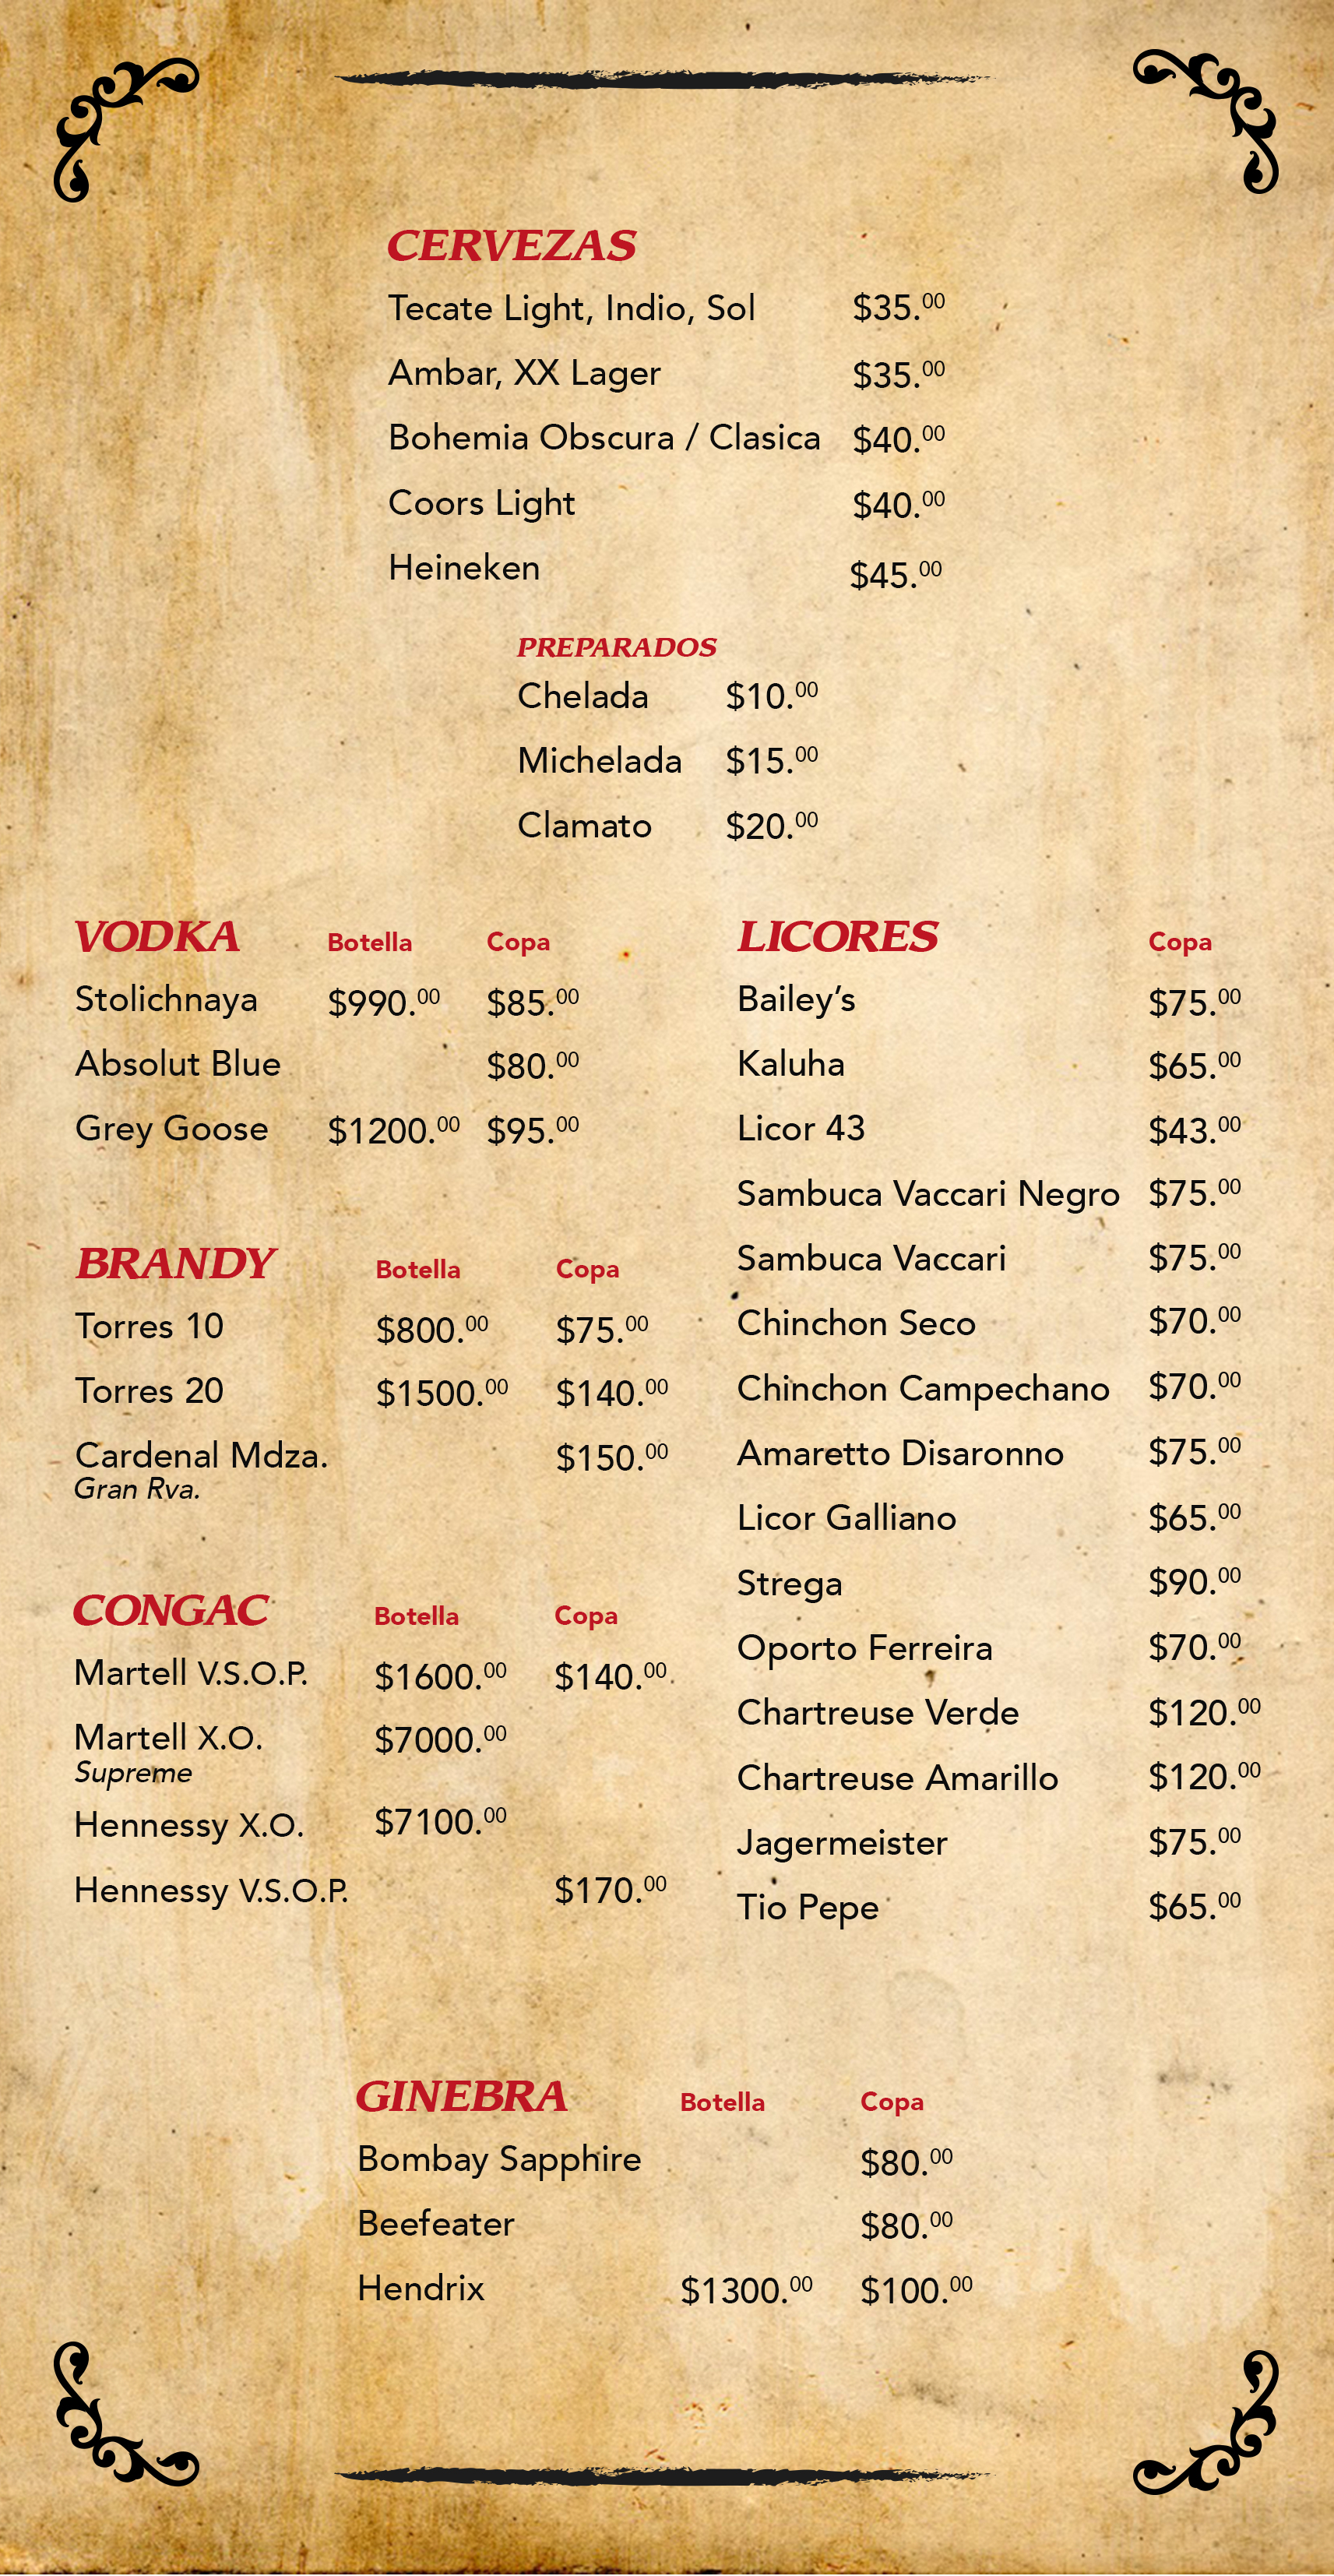 CERVEZAS
Tecate Light, Indio, Sol $35.00
Ambar, XX Lager $35.00
Bohemia Obscura / Clasica $40.00
Coors Light $40.00
Heineken $45.00
PREPARADOS
Chelada $10.00
Michelada $15.00
Clamato $20.00
VODKA Botella Copa
Stolichnaya $990.00 $85.00
Absolut Blue $80.00
Grey Goose $1200.00 $95.00
BRANDY Botella Copa
Torres 10 $800.00 $75.00
Torres 20 $1500.00 $140.00
Cardenal Mdza. $150.00
Gran Rva.
CONGAC Botella Copa
Martell V.S.O.P. $1600.00 $140.00
Martell X.O. $7000.00
Supreme
Hennessy X.O. $7100.00
Hennessy V.S.O.P. $170.00
LICORES Copa
Bailey’s $75.00
Kaluha $65.00
Licor 43 $43.00
Sambuca Vaccari Negro $75.00
Sambuca Vaccari $75.00
Chinchon Seco $70.00
Chinchon Campechano $70.00
Amaretto Disaronno $75.00
Licor Galliano $65.00
Strega $90.00
Oporto Ferreira $70.00
Chartreuse Verde $120.00
Chartreuse Amarillo $120.00
Jagermeister $75.00
Tio Pepe $65.00
GINEBRA Botella Copa
Bombay Sapphire $80.00
Beefeater $80.00
Hendrix $1300.00 $100.00